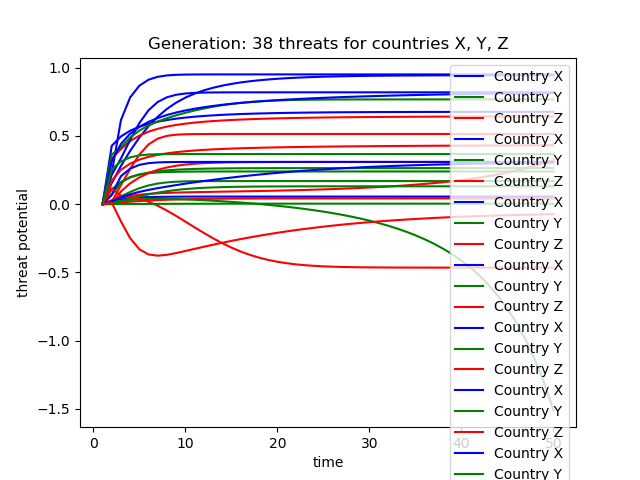 Generation: 38 threats for countries X, Y, Z
threat potential
1.0
0.5
0.0
−0.5
−1.0
−1.5
0
10
20
30
40
50
time
Country X
Country Y
Country Z
Country X
Country Y
Country Z
Country X
Country Y
Country Z
Country X
Country Y
Country Z
Country X
Country Y
Country Z
Country X
Country Y
Country Z
Country X
Country Y